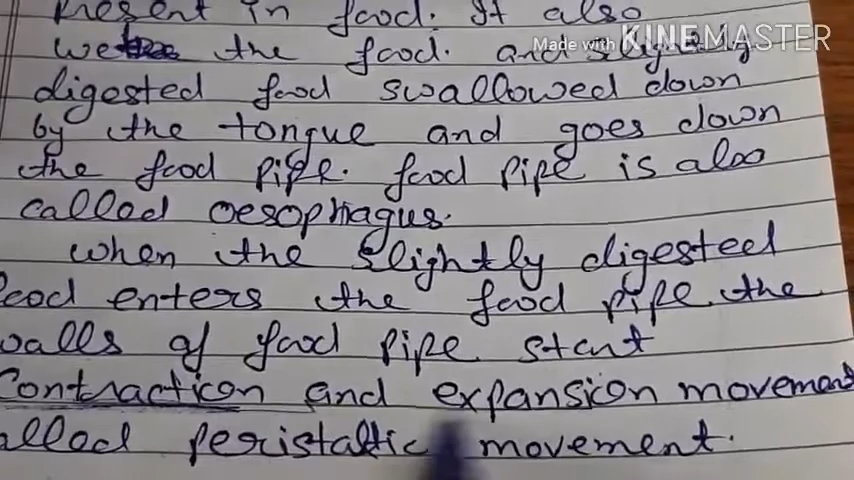 Present in food. It also
Made with KINEMASTER
wets the food. and slightly
digested food swallowed down
by the tongue and goes down
the food pipe. food pipe is also
called oesophagus.
when the slightly digested
food enters the food pipe the
walls of food pipe start
contraction and expansion movement
alled peristaltic movement.